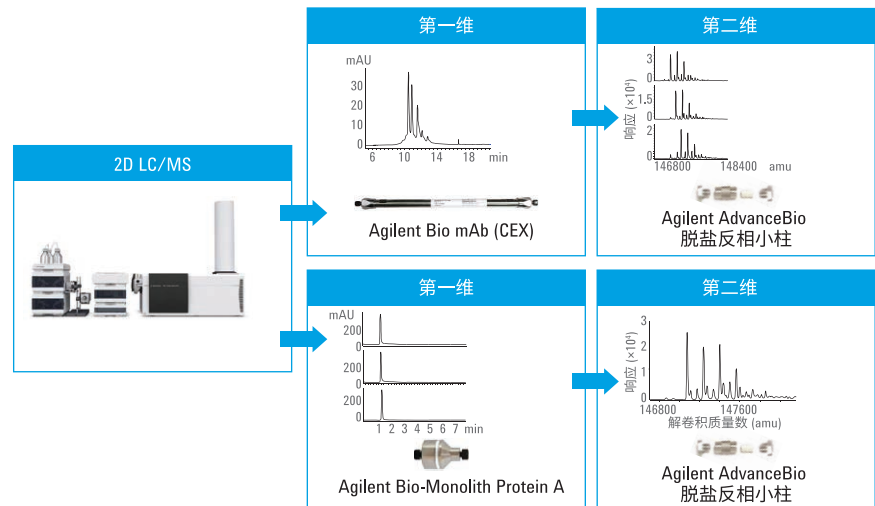 2D LC/MS
第一维
mAU
30
20
10
0
6 10 14 18 min
Agilent Bio mAb (CEX)
第二维
响应 (×10⁴)
3
0
1.5
0
2
0
146800 148400 amu
Agilent AdvanceBio
脱盐反相小柱
第一维
mAU
200
0
200
0
200
0
1 2 3 4 5 6 7 min
Agilent Bio-Monolith Protein A
第二维
响应 (×10⁴)
3
2
1
0
146800 147600
解卷积质量数 (amu)
Agilent AdvanceBio
脱盐反相小柱